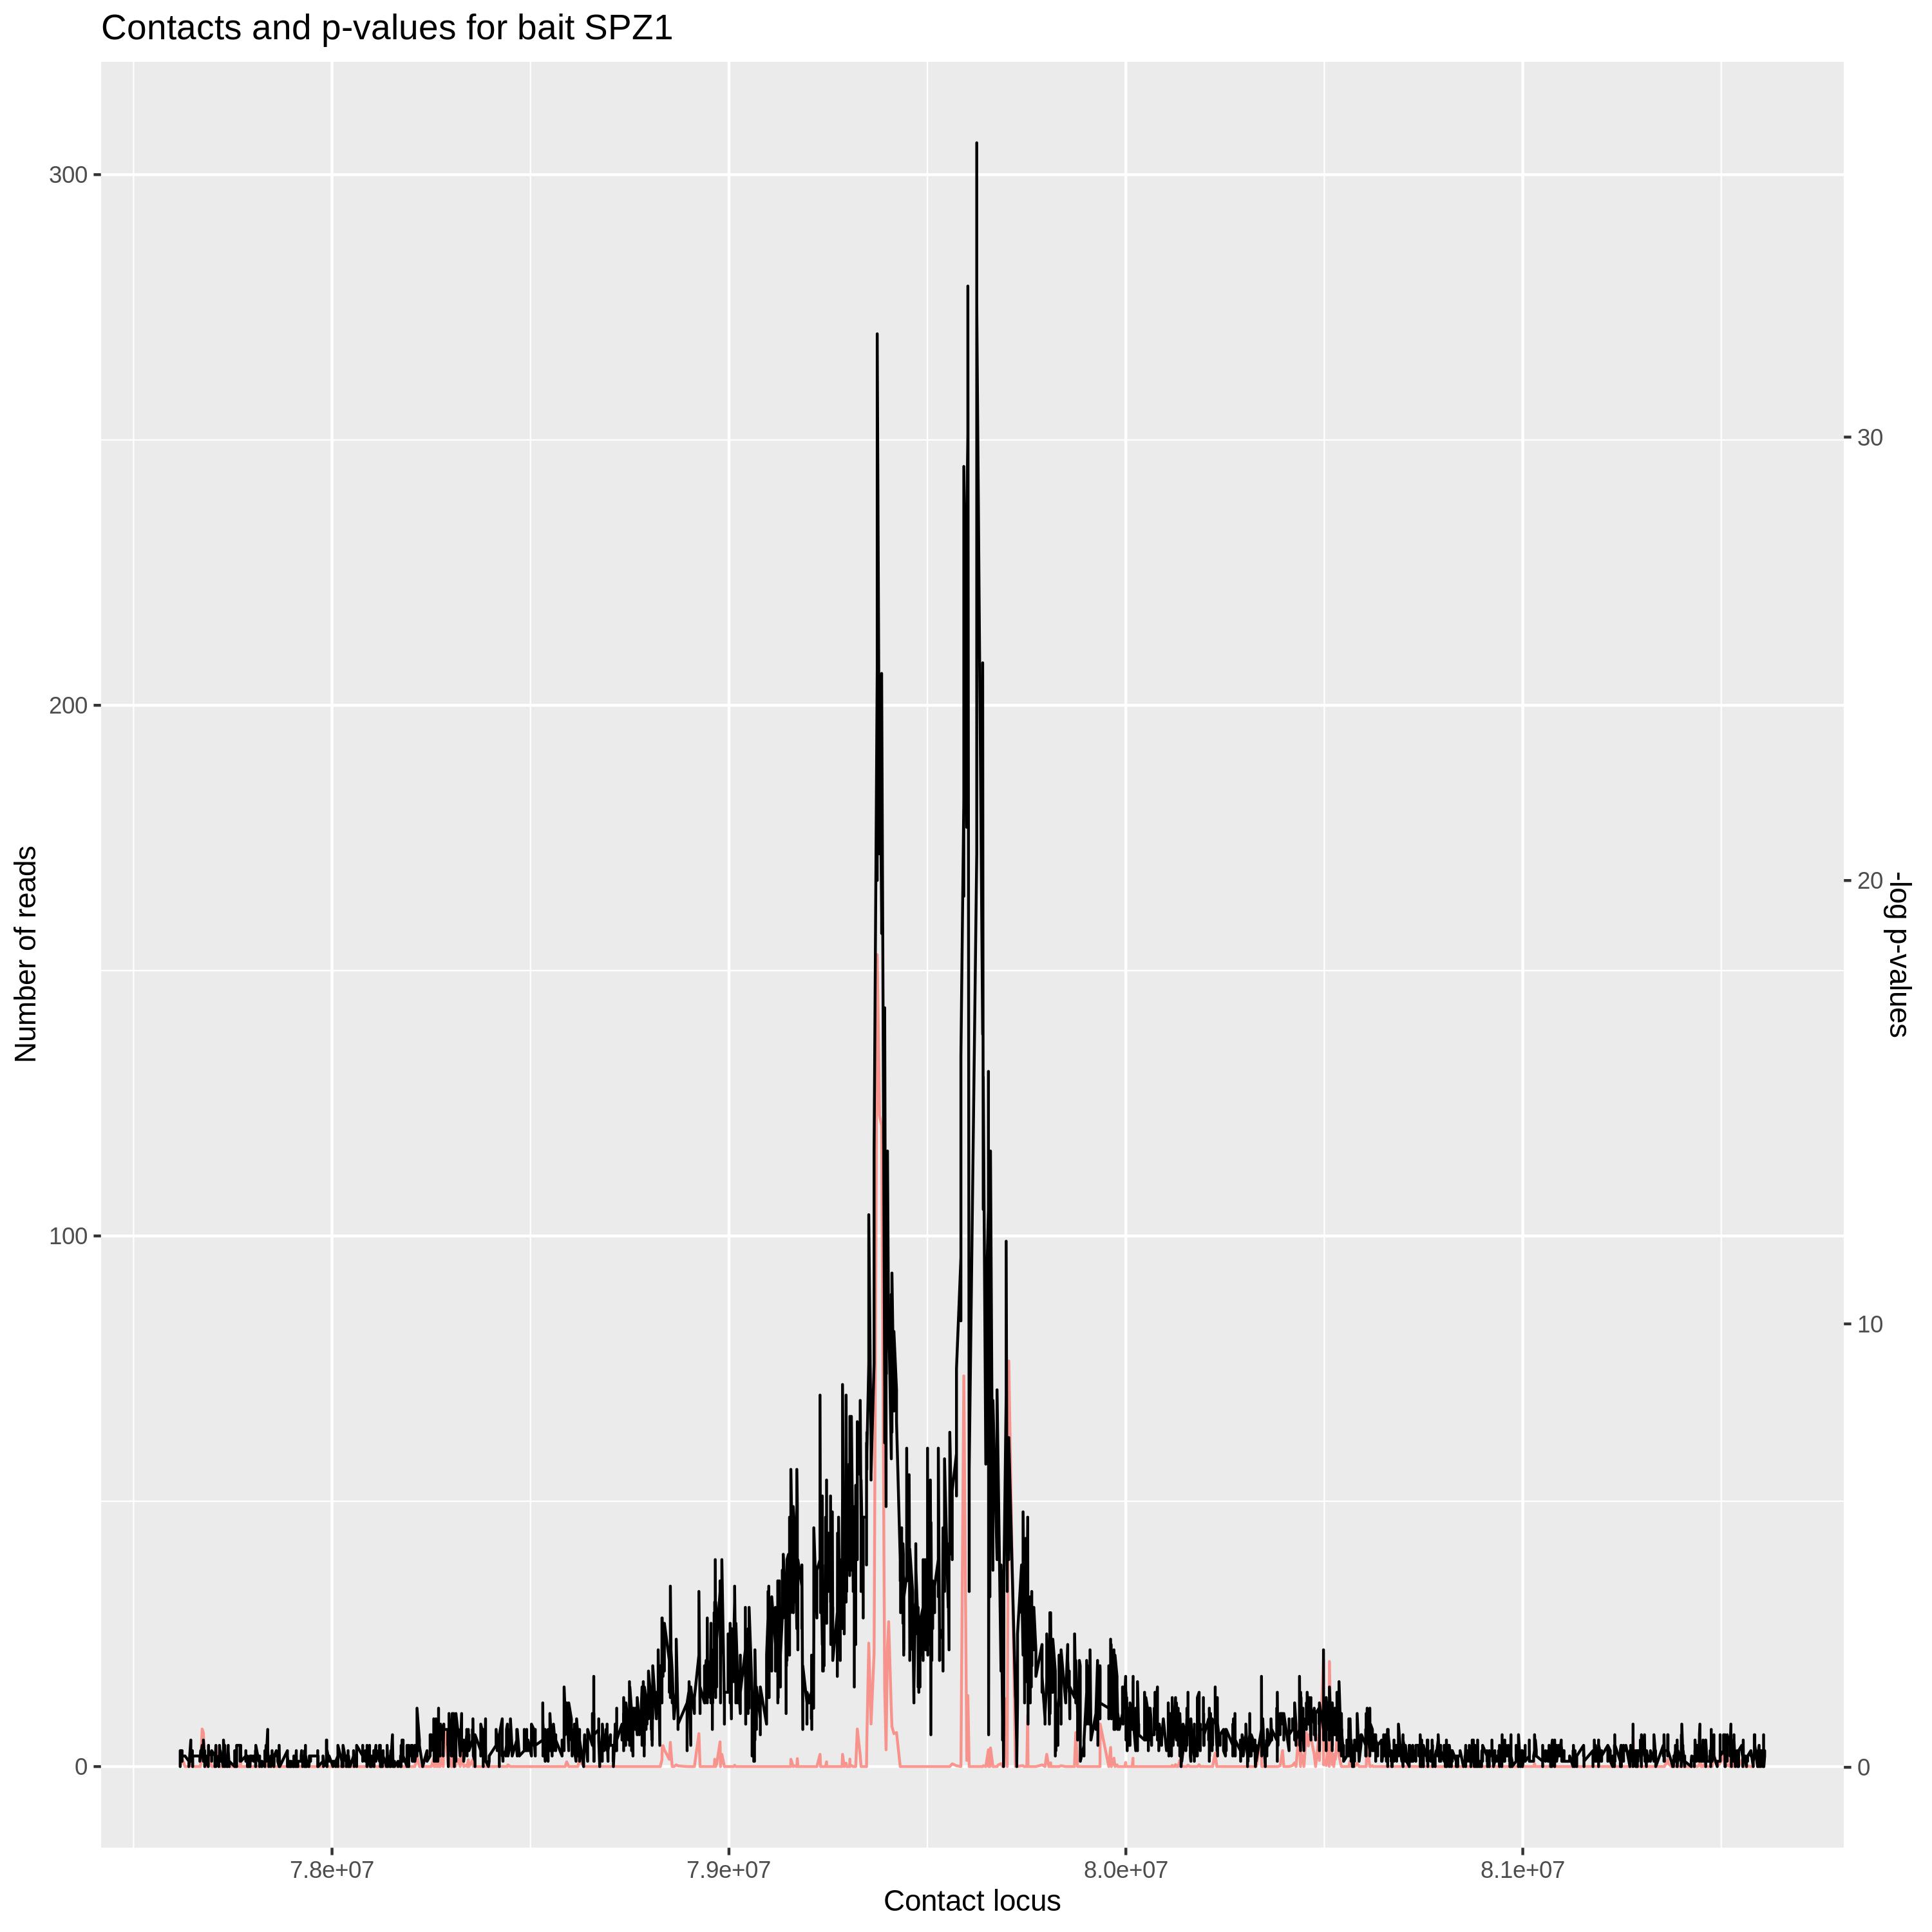 Contacts and p-values for bait SPZ1
300
200
100
0
Number of reads
30
20
10
0
-log p-values
7.8e+07 7.9e+07 8.0e+07 8.1e+07
Contact locus